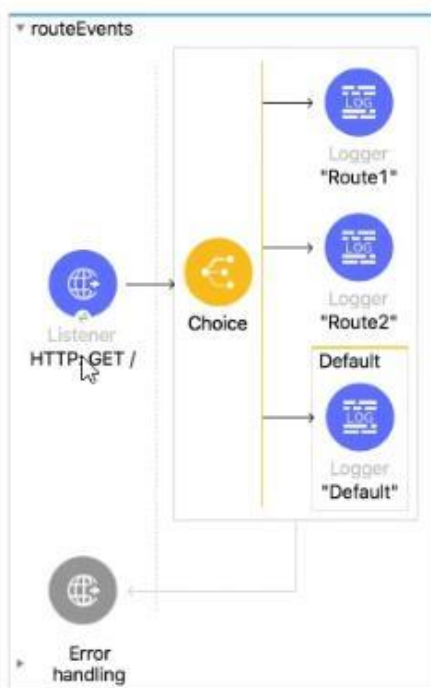 routeEvents
LOG
Logger
"Route1"
LOG
Logger
"Route2"
Listener
HTTP: GET /
Choice
Default
LOG
Logger
"Default"
Error
handling